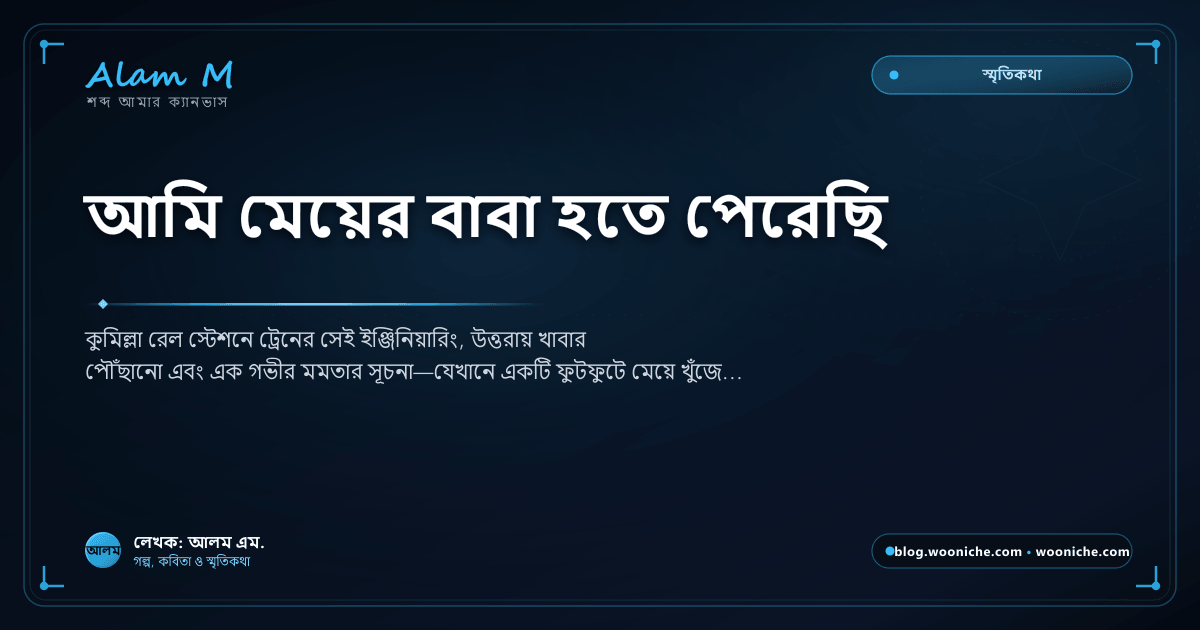 Alam M
শব্দ আমার ক্যানভাস
স্মৃতিকথা
আমি মেয়ের বাবা হতে পেরেছি
কুমিল্লা রেল স্টেশনে ট্রেনের সেই ইঞ্জিনিয়ারিং, উত্তরায় খাবার
পৌঁছানো এবং এক গভীর মমতার সূচনা—যেখানে একটি ফুটফুটে মেয়ে খুঁজে...
আলম
লেখক: আলম এম.
গল্প, কবিতা ও স্মৃতিকথা
blog.wooniche.com • wooniche.com